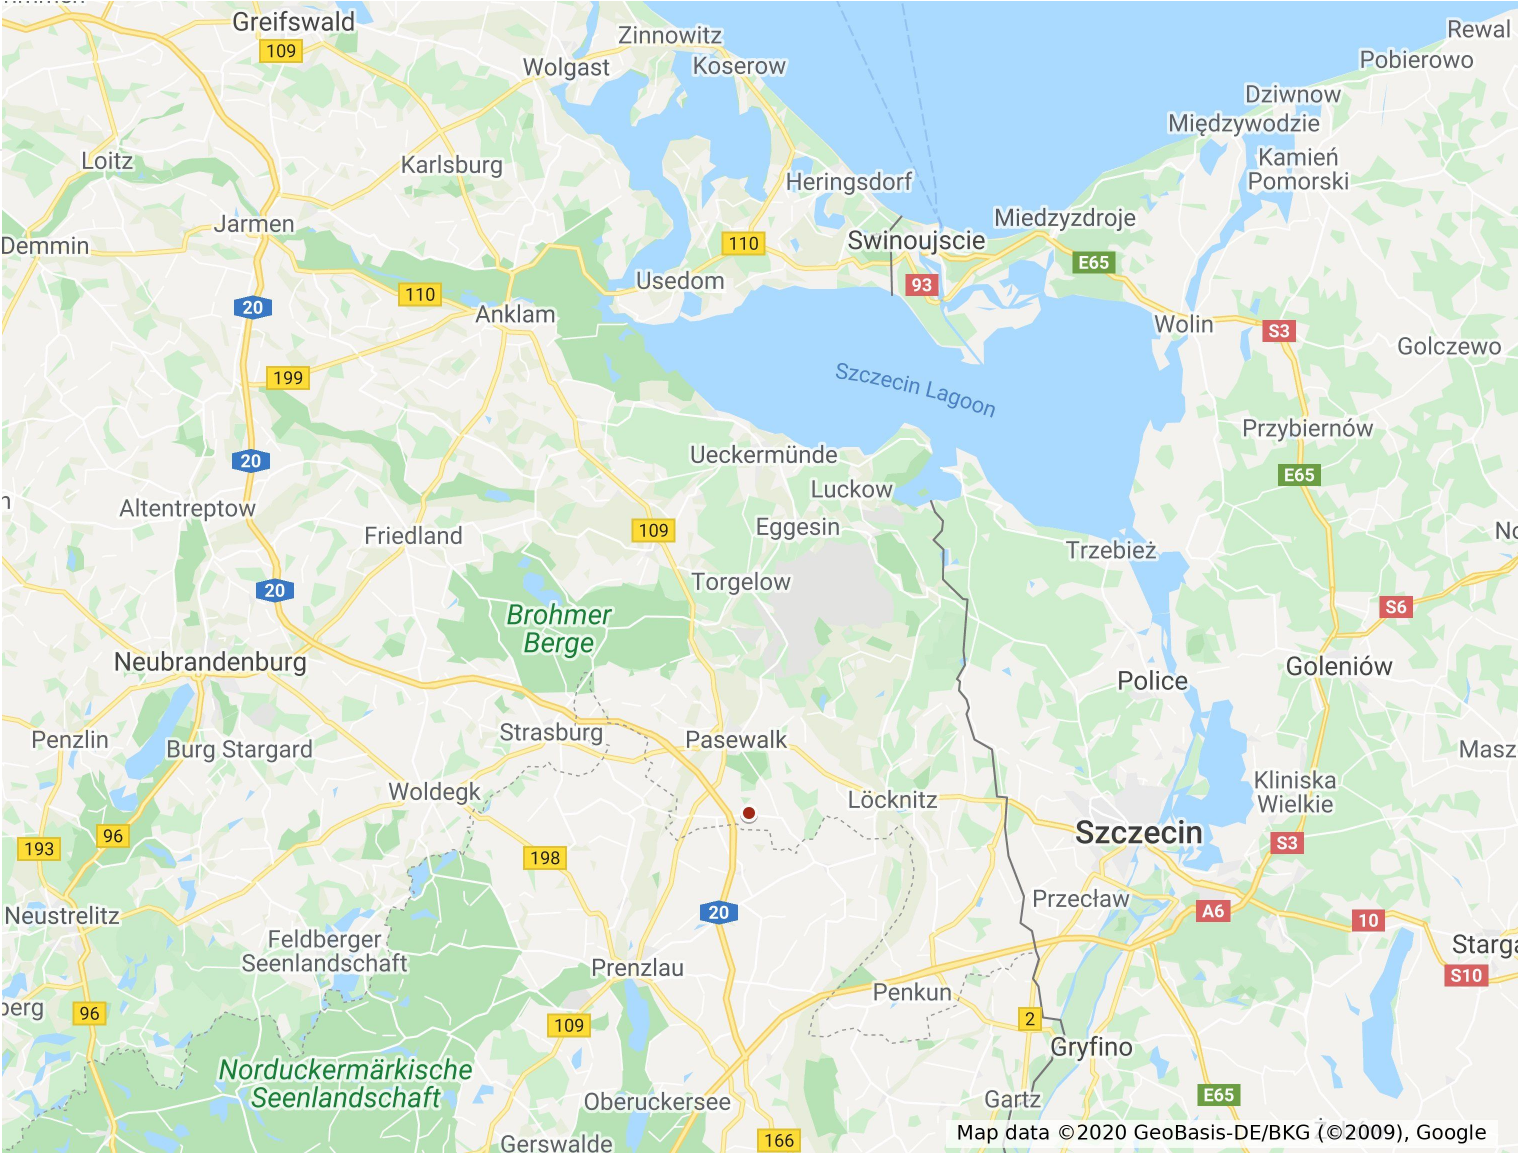 Greifswald
109
Zinnowitz
Rewal
Wolgast
Koserow
Pobierowo
Dziwnow
Międzywodzie
Loitz
Karlsburg
Kamień
Pomorski
Heringsdorf
Jarmen
Miedzyzdroje
Demmin
110
Swinoujscie
E65
Usedom
93
110
20
Anklam
Wolin
S3
Golczewo
199
Szczecin Lagoon
Przybiernów
20
Ueckermünde
E65
Luckow
Altentreptow
Eggesin
109
Friedland
Trzebież
Torgelow
20
S6
Brohmer
Berge
Neubrandenburg
Goleniów
Police
Strasburg
Pasewalk
Penzlin
Burg Stargard
Kliniska
Wielkie
Woldegk
Löcknitz
Szczecin
96
193
S3
198
Przecław
20
A6
10
Neustrelitz
Feldberger
Seenlandschaft
Prenzlau
S10
Penkun
96
109
2
Gryfino
Norduckermärkische
Seenlandschaft
Oberuckersee
Gartz
E65
Gerswalde
166
Map data ©2020 GeoBasis-DE/BKG (©2009), Google